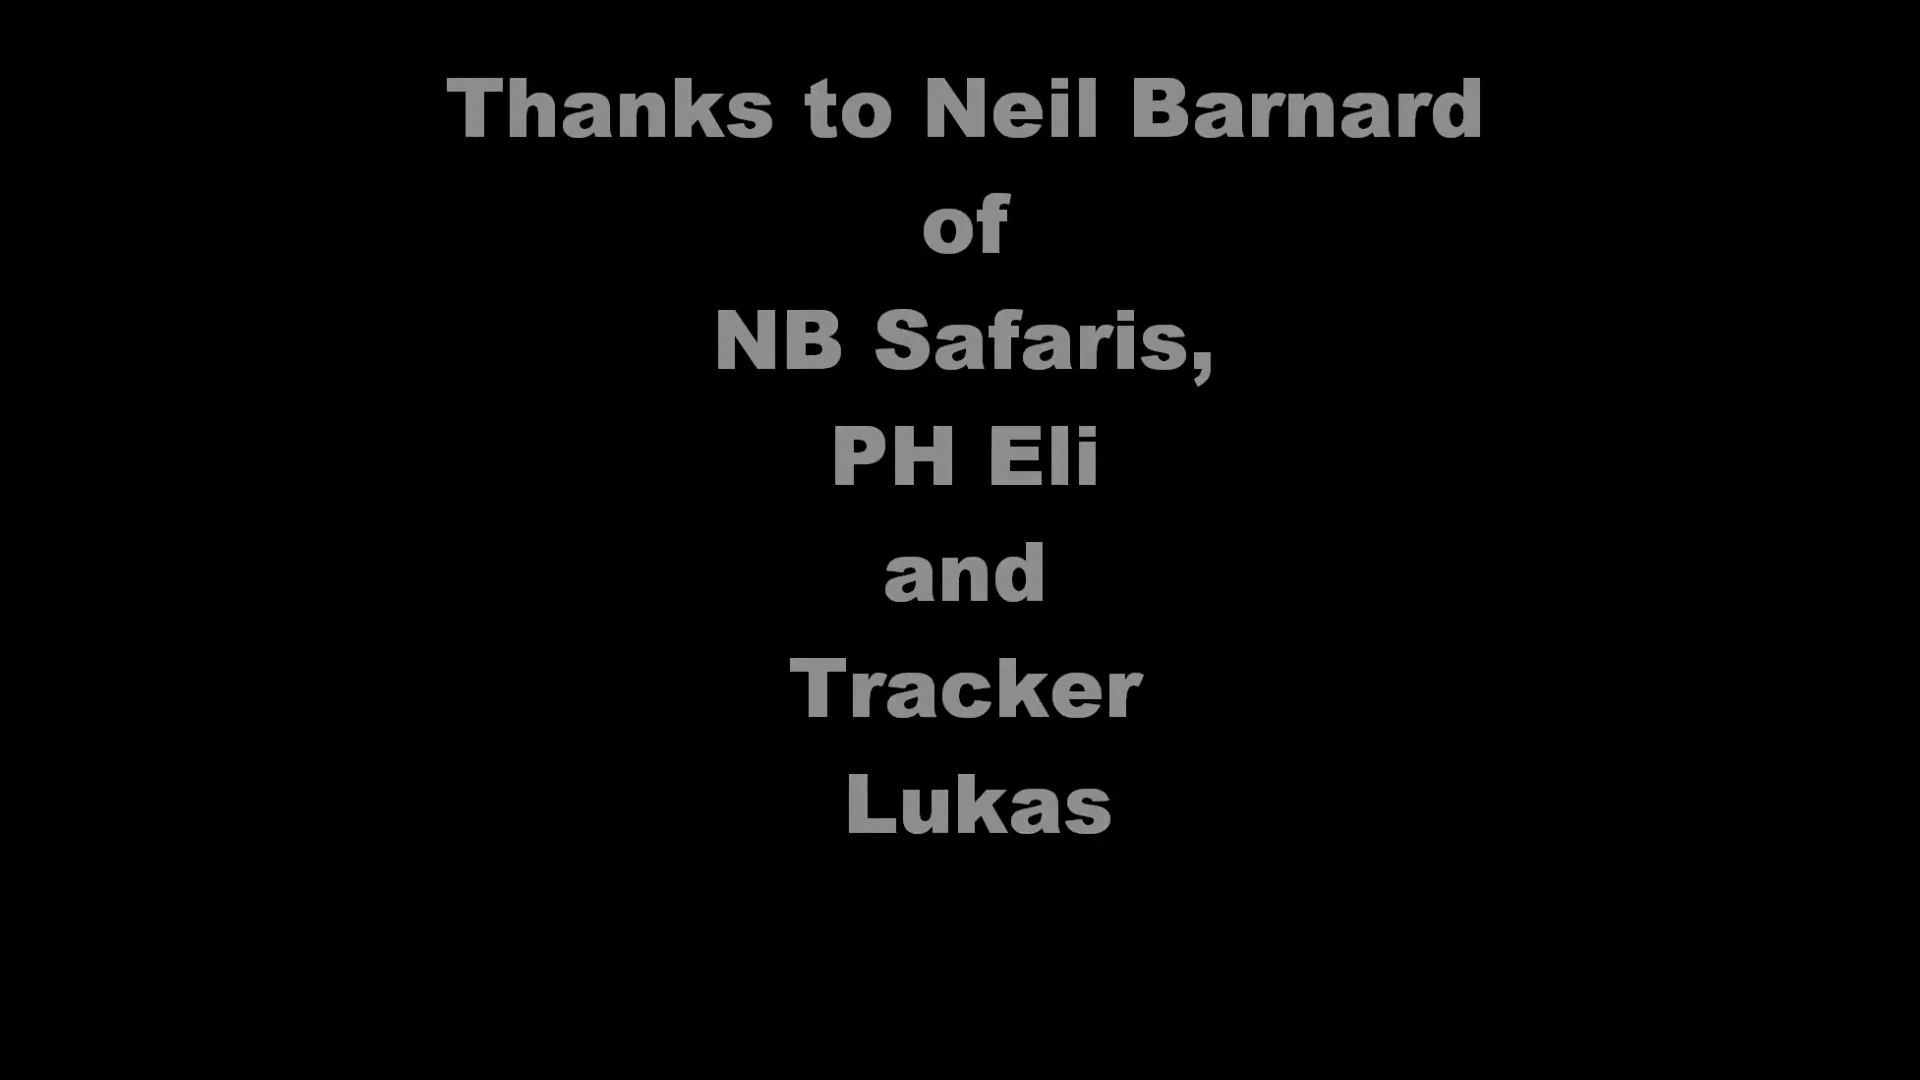 Thanks to Neil Barnard
of
NB Safaris,
PH Eli
and
Tracker
Lukas